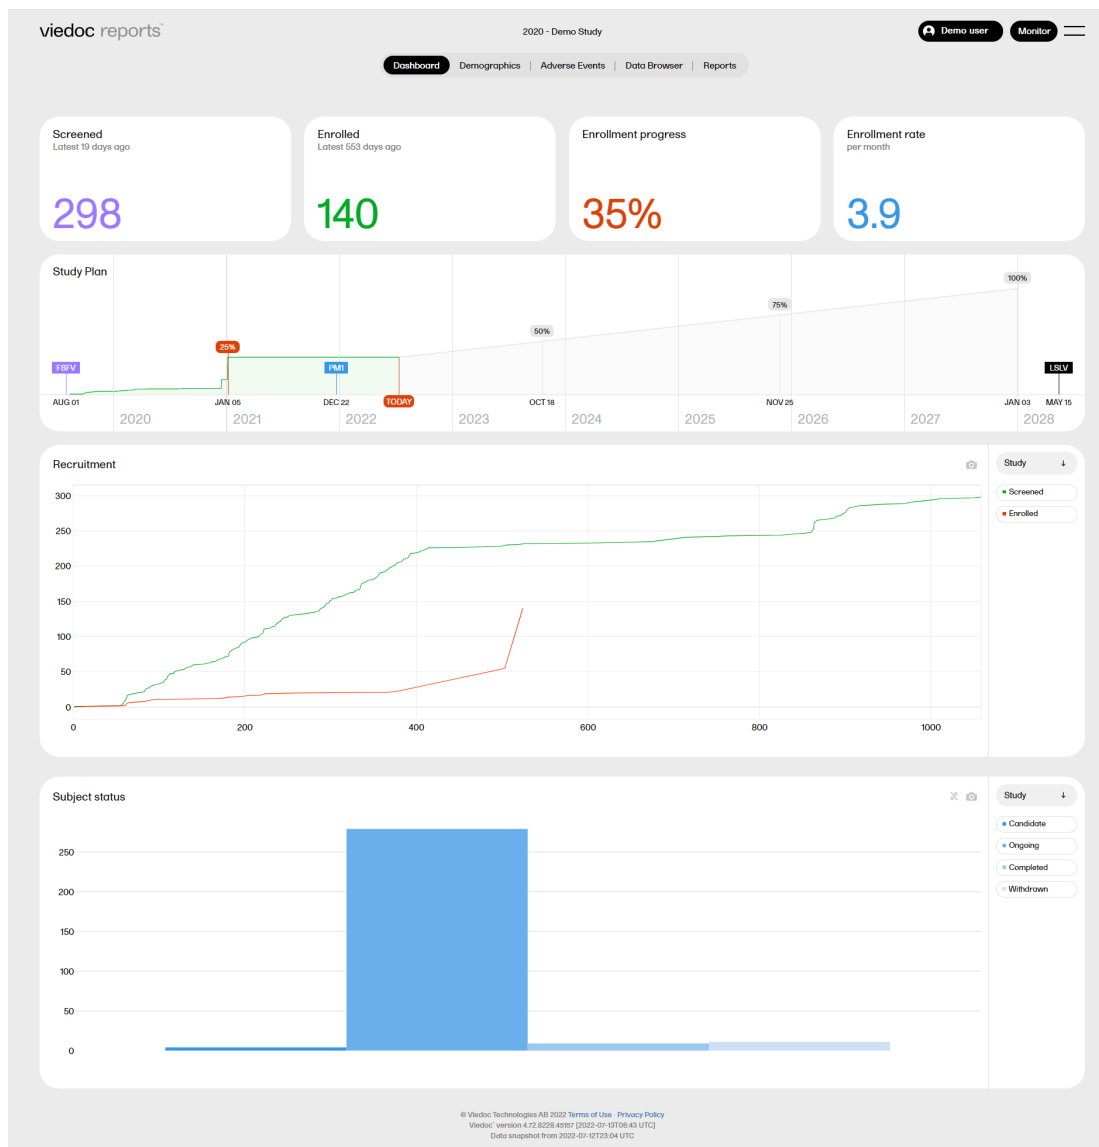 viedoc reports™
2020 - Demo Study
Demo user
Monitor
Dashboard
Demographics | Adverse Events | Data Browser | Reports
Screened
Latest 19 days ago
298
Enrolled
Latest 553 days ago
140
Enrollment progress
35%
Enrollment rate
per month
3.9
Study Plan
100%
75%
50%
25%
FSFV
PM1
LSLV
AUG 01
JAN 05
DEC 22
TODAY
OCT 18
NOV 25
JAN 03
MAY 15
2020
2021
2022
2023
2024
2025
2026
2027
2028
Recruitment
300
250
200
150
100
50
0
0
200
400
600
800
1000
Study ↓
Screened
Enrolled
Subject status
250
200
150
100
50
0
Study ↓
Candidate
Ongoing
Completed
Withdrawn
© Viedoc Technologies AB 2022 Terms of Use · Privacy Policy
Viedoc™ version 4.72.8228.45157 [2022-07-13T06:43 UTC]
Data snapshot from 2022-07-12T23:04 UTC